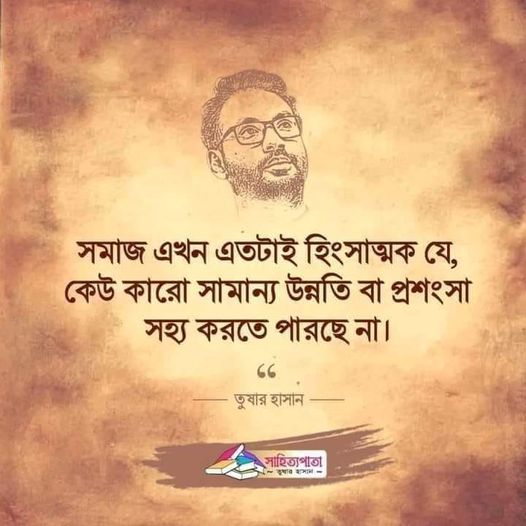 সমাজ এখন এতটাই হিংসাত্মক যে,
কেউ কারো সামান্য উন্নতি বা প্রশংসা
সহ্য করতে পারছে না।
“
তুষার হাসান
সাহিত্যপাতা
~ তুষার হাসান ~